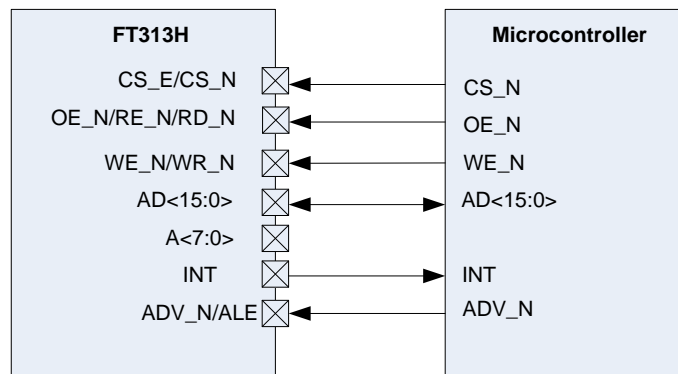 FT313H
Microcontroller
CS_E/CS_N
CS_N
OE_N/RE_N/RD_N
OE_N
WE_N/WR_N
WE_N
AD<15:0>
AD<15:0>
A<7:0>
INT
INT
ADV_N/ALE
ADV_N